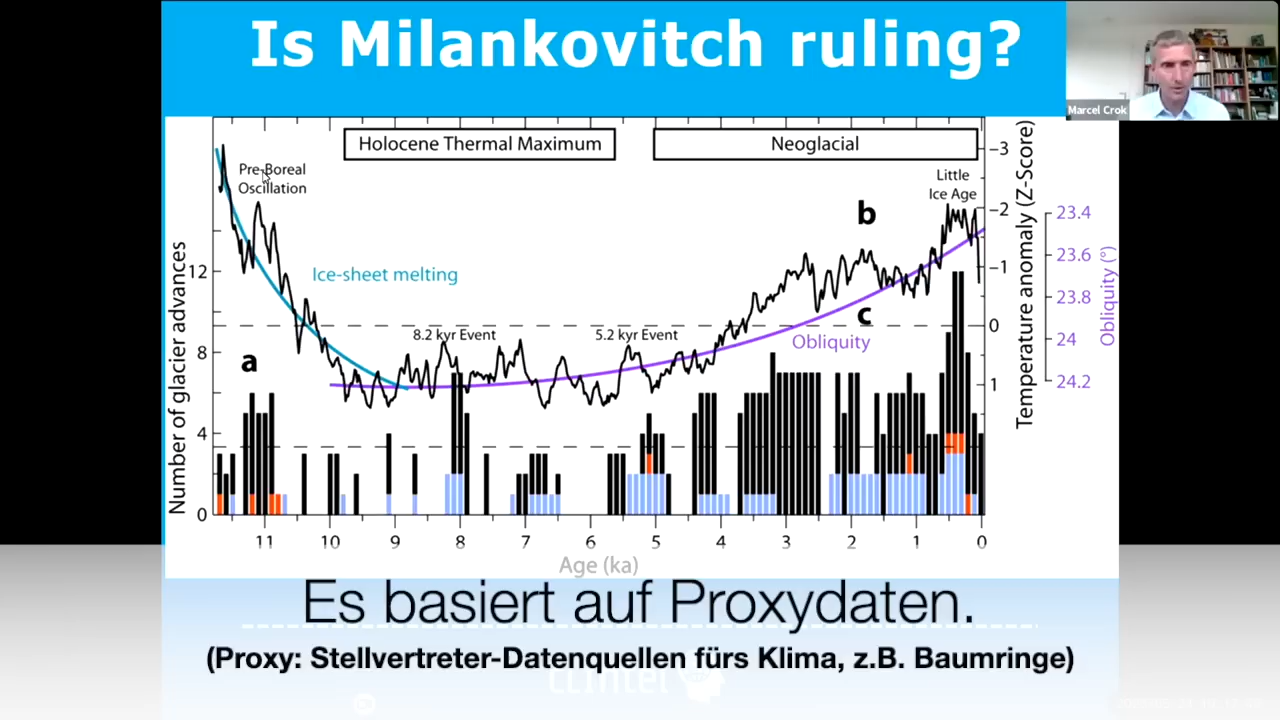 Is Milankovitch ruling?
Marcel Crok
Holocene Thermal Maximum
Neoglacial
Pre-Boreal
Oscillation
Little
Ice Age
b
Ice-sheet melting
c
8.2 kyr Event
5.2 kyr Event
Obliquity
a
Number of glacier advances
12
8
4
0
Temperature anomaly (Z-Score)
–3
–2
–1
0
1
Obliquity (°)
23.4
23.6
23.8
24
24.2
11 10 9 8 7 6 5 4 3 2 1 0
Age (ka)
Es basiert auf Proxydaten.
(Proxy: Stellvertreter-Datenquellen fürs Klima, z.B. Baumringe)